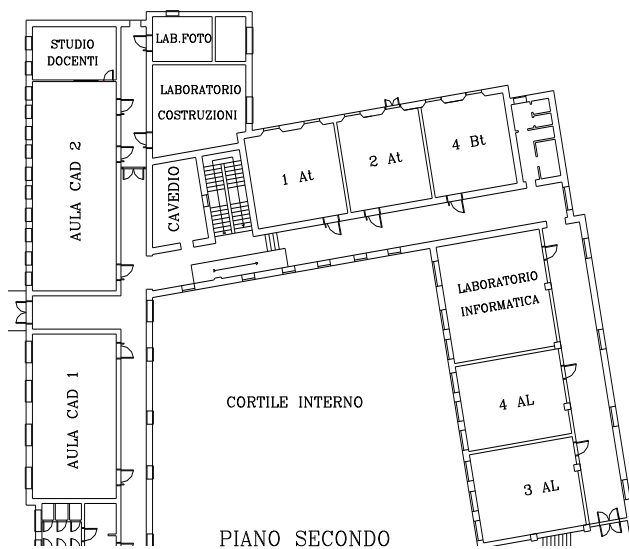 STUDIO
DOCENTI
LAB.FOTO
LABORATORIO
COSTRUZIONI
AULA CAD 2
CAVEDIO
1 At
2 At
4 Bt
LABORATORIO
INFORMATICA
AULA CAD 1
CORTILE INTERNO
4 AL
3 AL
PIANO SECONDO